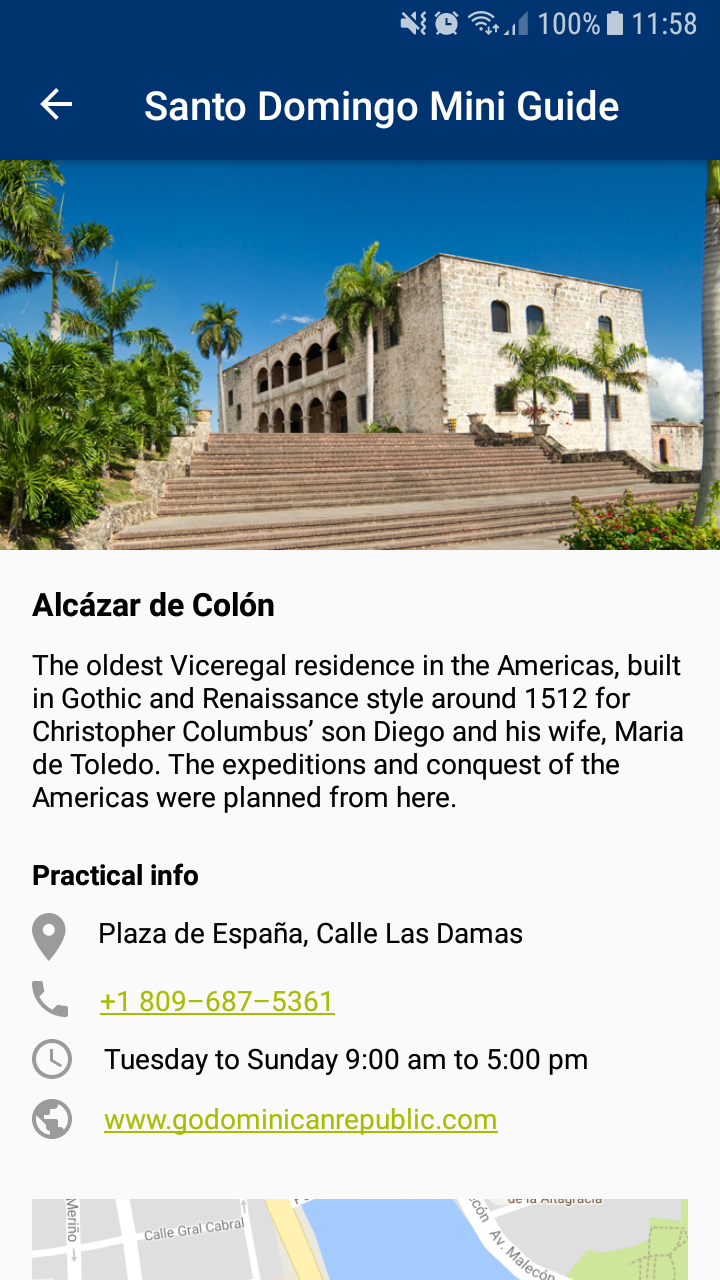 100% 11:58
Santo Domingo Mini Guide
Alcázar de Colón
The oldest Viceregal residence in the Americas, built
in Gothic and Renaissance style around 1512 for
Christopher Columbus’ son Diego and his wife, Maria
de Toledo. The expeditions and conquest of the
Americas were planned from here.
Practical info
Plaza de España, Calle Las Damas
+1 809–687–5361
Tuesday to Sunday 9:00 am to 5:00 pm
www.godominicanrepublic.com
Meriño
Calle Gral Cabral
de la Altagracia
Av. Malecón